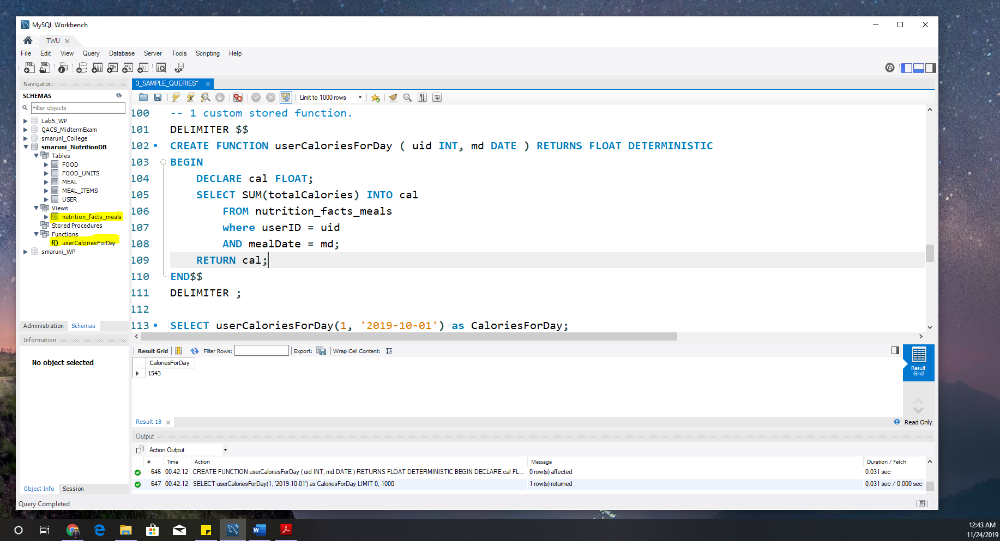 MySQL Workbench
TWU
File Edit View Query Database Server Tools Scripting Help
Navigator
SCHEMAS
Filter objects
Lab5_WP
QACS_MidtermExam
smaruni_College
smaruni_NutritionDB
Tables
FOOD
FOOD_UNITS
MEAL
MEAL_ITEMS
USER
Views
nutrition_facts_meals
Stored Procedures
Functions
f() userCaloriesForDay
smaruni_WP
Administration Schemas
Information
No object selected
Object Info Session
Query Completed
3_SAMPLE_QUERIES*
Limit to 1000 rows
100 -- 1 custom stored function.
101 DELIMITER $$
102 CREATE FUNCTION userCaloriesForDay ( uid INT, md DATE ) RETURNS FLOAT DETERMINISTIC
103 BEGIN
104 DECLARE cal FLOAT;
105 SELECT SUM(totalCalories) INTO cal
106 FROM nutrition_facts_meals
107 where userID = uid
108 AND mealDate = md;
109 RETURN cal;
110 END$$
111 DELIMITER ;
112
113 SELECT userCaloriesForDay(1, '2019-10-01') as CaloriesForDay;
Result Grid Filter Rows: Export: Wrap Cell Content:
CaloriesForDay
1543
Result Grid
Result 18
Read Only
Output
Action Output
# Time Action Message Duration / Fetch
646 00:42:12 CREATE FUNCTION userCaloriesForDay ( uid INT, md DATE ) RETURNS FLOAT DETERMINISTIC BEGIN DECLARE cal FL... 0 row(s) affected 0.031 sec
647 00:42:12 SELECT userCaloriesForDay(1, '2019-10-01') as CaloriesForDay LIMIT 0, 1000 1 row(s) returned 0.031 sec / 0.000 sec
12:43 AM
11/24/2019